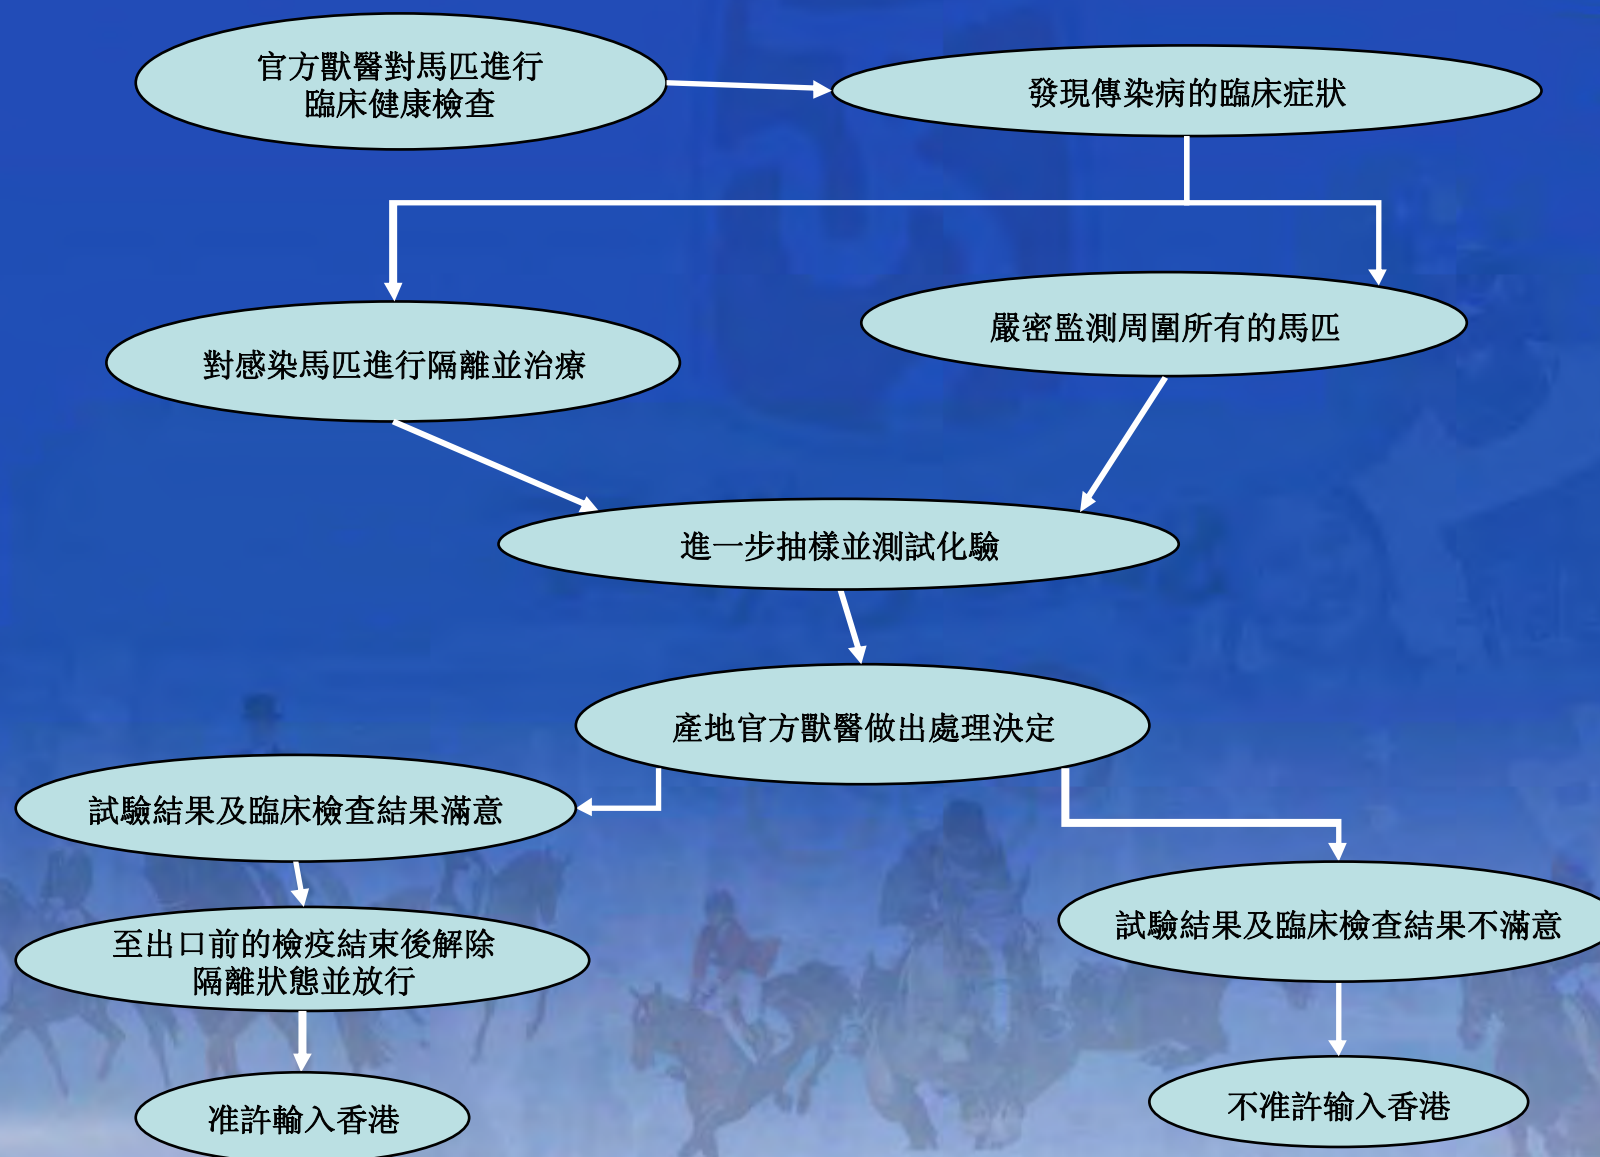 官方獸醫對馬匹進行
臨床健康檢查
發現傳染病的臨床症狀
對感染馬匹進行隔離並治療
嚴密監測周圍所有的馬匹
進一步抽樣並測試化驗
產地官方獸醫做出處理決定
試驗結果及臨床檢查結果滿意
至出口前的檢疫結束後解除
隔離狀態並放行
准許輸入香港
試驗結果及臨床檢查結果不滿意
不准許输入香港